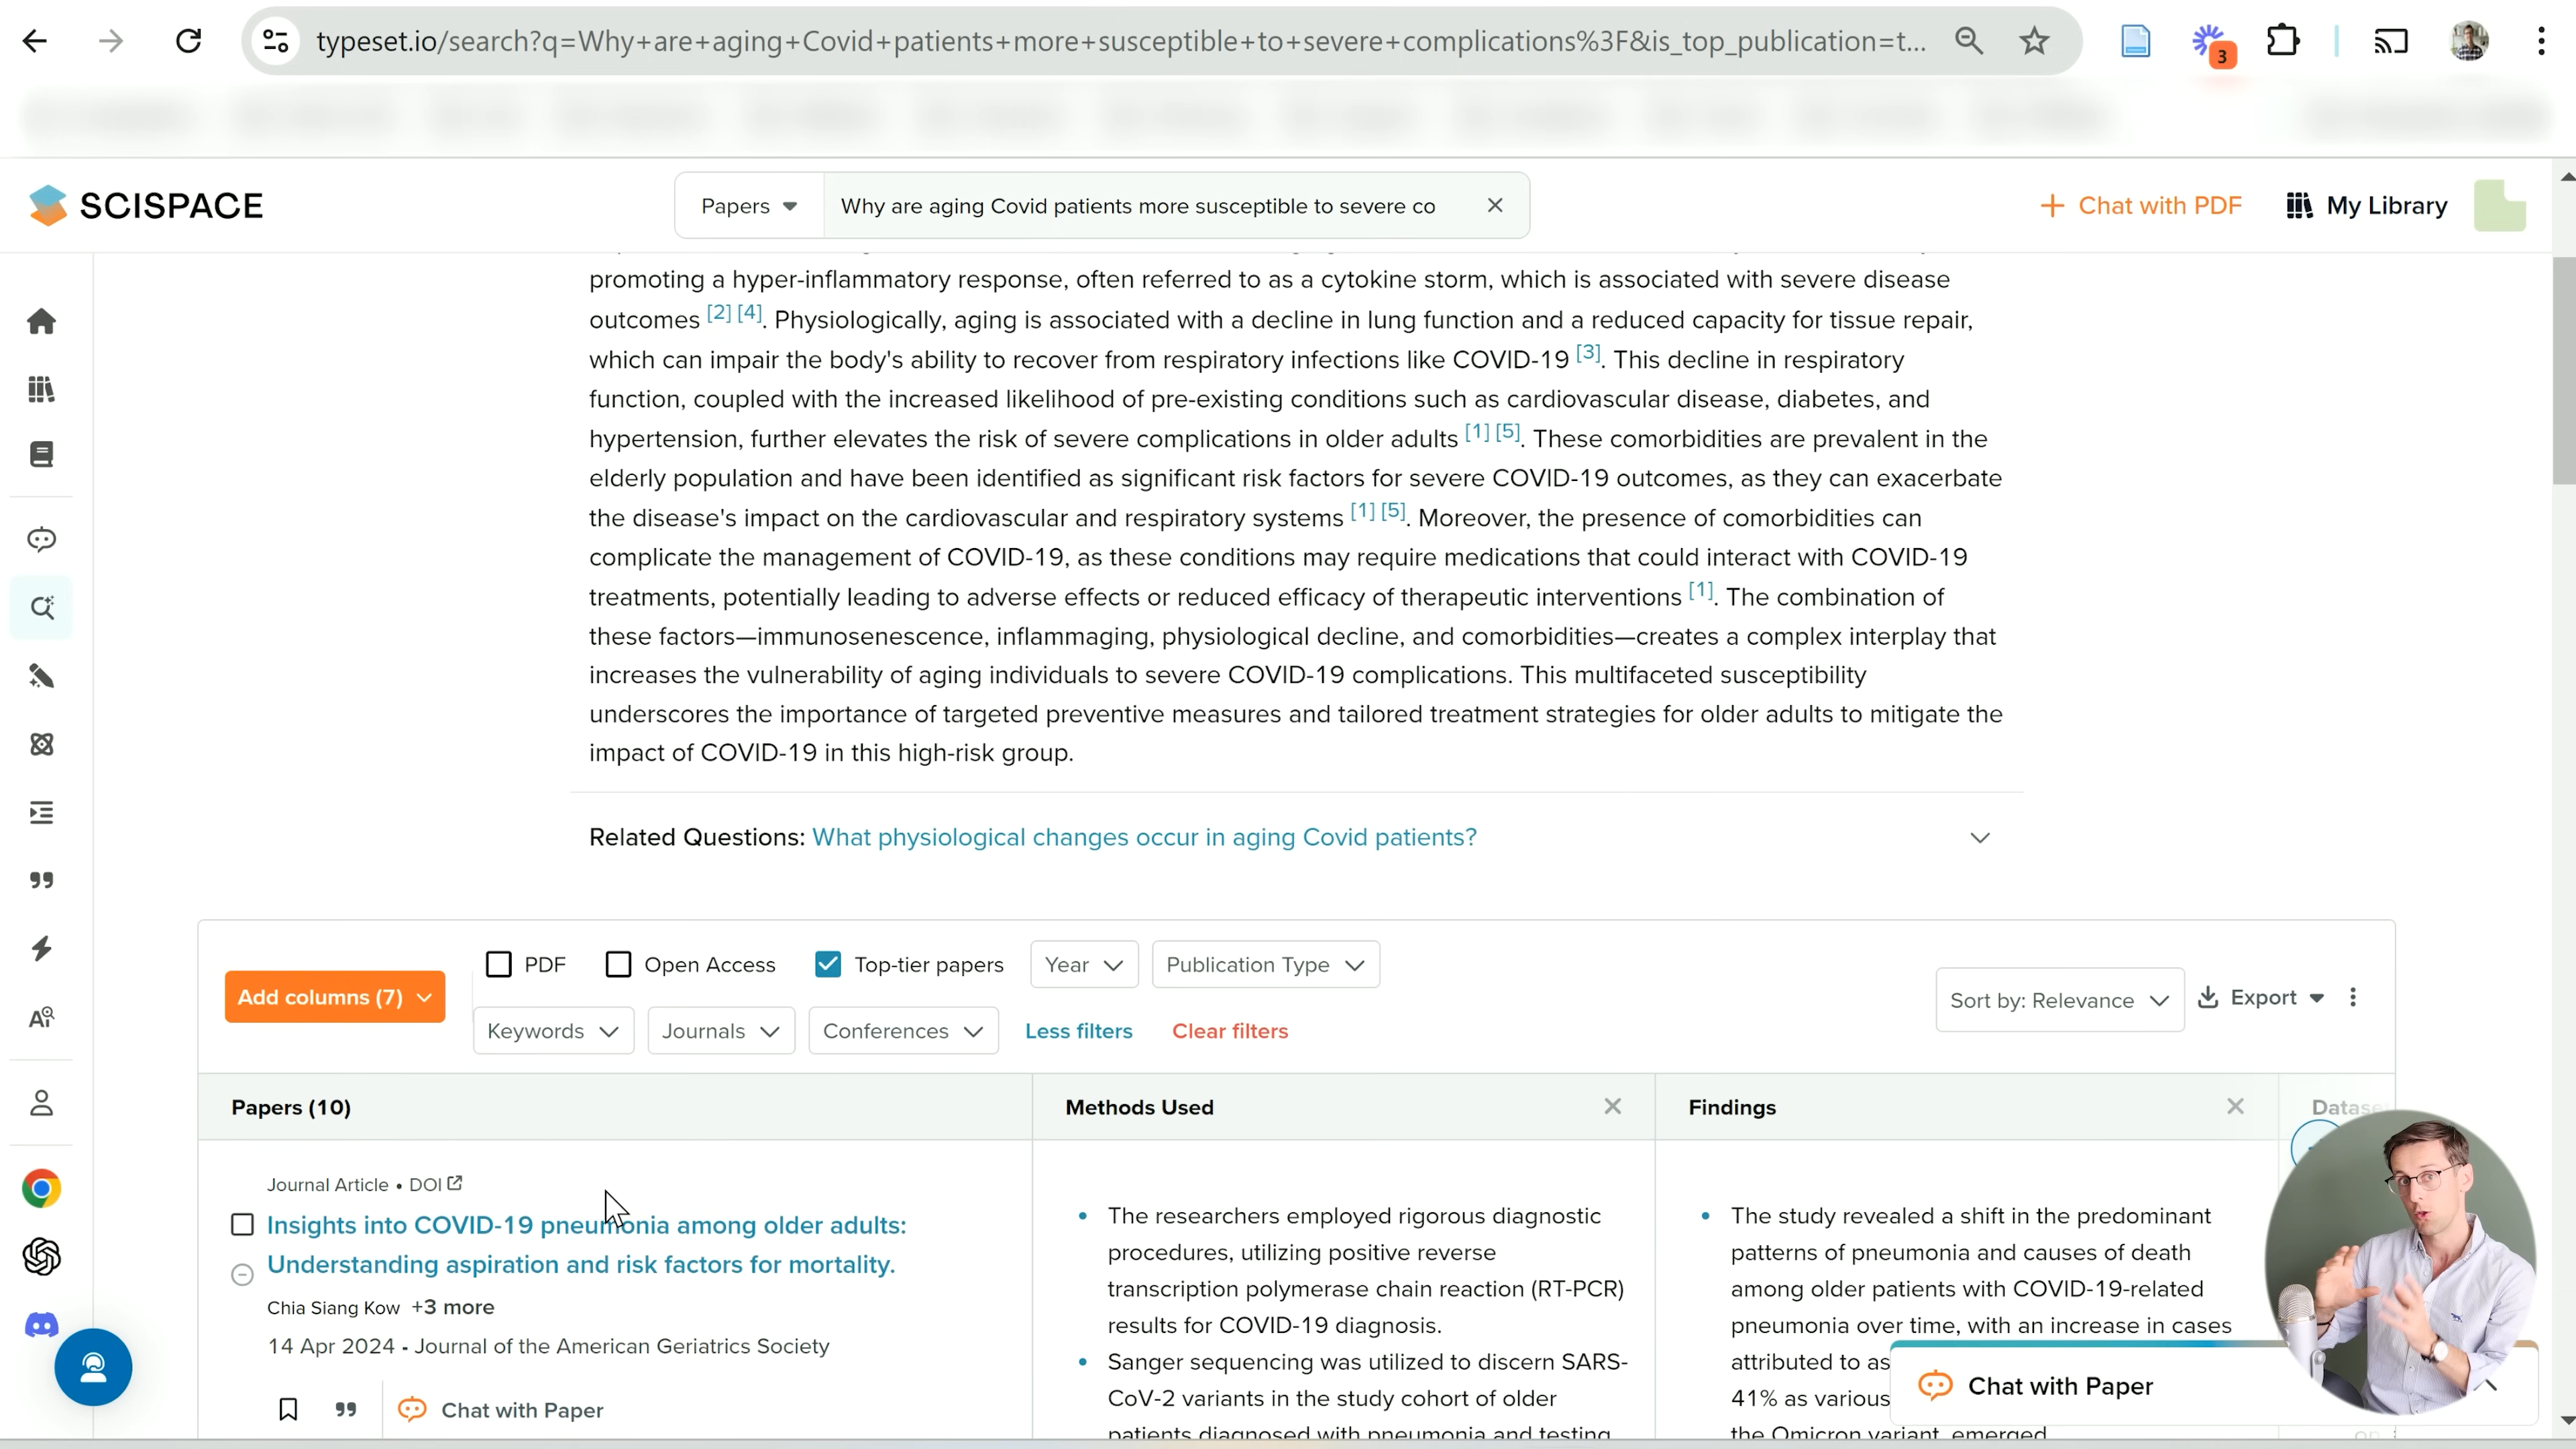 typeset.io/search?q=Why+are+aging+Covid+patients+more+susceptible+to+severe+complications%3F&is_top_publication=t...
3
SCISPACE
Papers
Why are aging Covid patients more susceptible to severe co
Chat with PDF
My Library
promoting a hyper-inflammatory response, often referred to as a cytokine storm, which is associated with severe disease
outcomes [2] [4]. Physiologically, aging is associated with a decline in lung function and a reduced capacity for tissue repair,
which can impair the body's ability to recover from respiratory infections like COVID-19 [3]. This decline in respiratory
function, coupled with the increased likelihood of pre-existing conditions such as cardiovascular disease, diabetes, and
hypertension, further elevates the risk of severe complications in older adults [1] [5]. These comorbidities are prevalent in the
elderly population and have been identified as significant risk factors for severe COVID-19 outcomes, as they can exacerbate
the disease's impact on the cardiovascular and respiratory systems [1] [5]. Moreover, the presence of comorbidities can
complicate the management of COVID-19, as these conditions may require medications that could interact with COVID-19
treatments, potentially leading to adverse effects or reduced efficacy of therapeutic interventions [1]. The combination of
these factors—immunosenescence, inflammaging, physiological decline, and comorbidities—creates a complex interplay that
increases the vulnerability of aging individuals to severe COVID-19 complications. This multifaceted susceptibility
underscores the importance of targeted preventive measures and tailored treatment strategies for older adults to mitigate the
impact of COVID-19 in this high-risk group.
Related Questions: What physiological changes occur in aging Covid patients?
Add columns (7)
PDF
Open Access
Top-tier papers
Year
Publication Type
Keywords
Journals
Conferences
Less filters
Clear filters
Sort by: Relevance
Export
Papers (10)
Methods Used
Findings
Datase
Journal Article • DOI
Insights into COVID-19 pneumonia among older adults:
Understanding aspiration and risk factors for mortality.
Chia Siang Kow +3 more
14 Apr 2024 - Journal of the American Geriatrics Society
Chat with Paper
• The researchers employed rigorous diagnostic
procedures, utilizing positive reverse
transcription polymerase chain reaction (RT-PCR)
results for COVID-19 diagnosis.
• Sanger sequencing was utilized to discern SARS-
CoV-2 variants in the study cohort of older
patients diagnosed with pneumonia and testing
• The study revealed a shift in the predominant
patterns of pneumonia and causes of death
among older patients with COVID-19-related
pneumonia over time, with an increase in cases
attributed to as
41% as various
the Omicron variant emerged
Chat with Paper